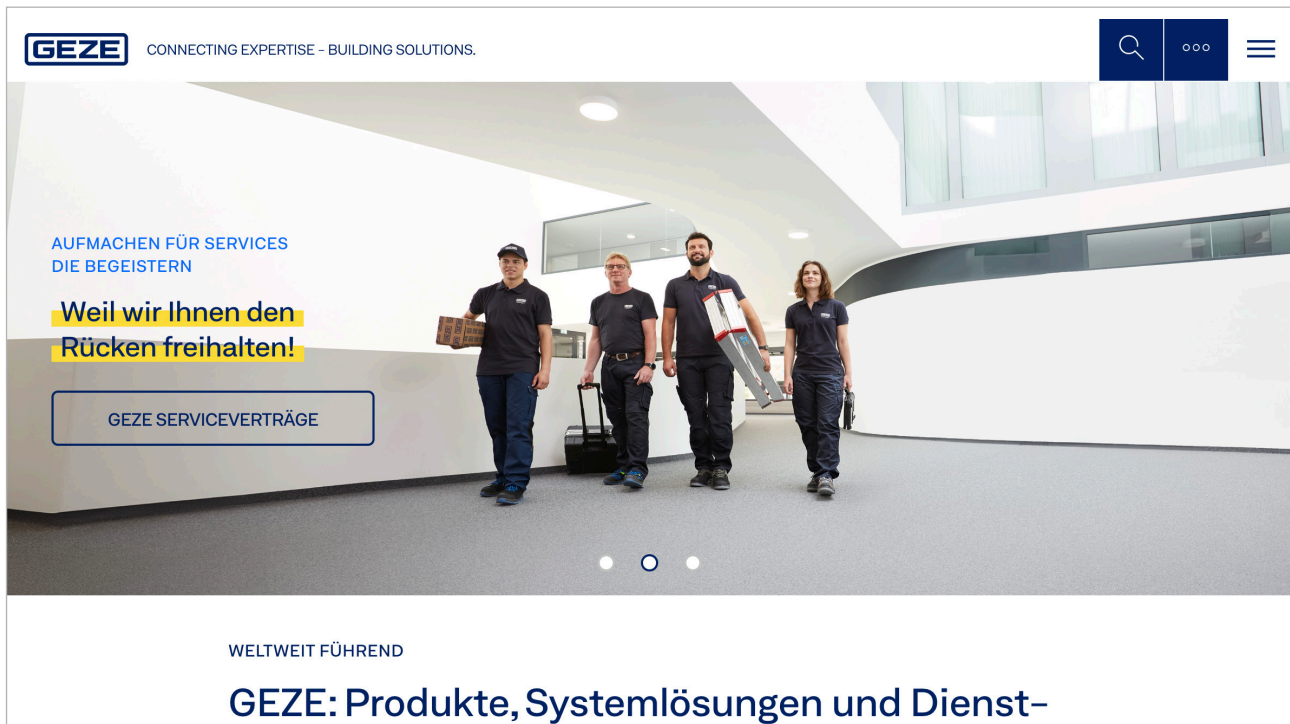 GEZE
CONNECTING EXPERTISE – BUILDING SOLUTIONS.
AUFMACHEN FÜR SERVICES
DIE BEGEISTERN
Weil wir Ihnen den
Rücken freihalten!
GEZE SERVICEVERTRÄGE
WELTWEIT FÜHREND
GEZE: Produkte, Systemlösungen und Dienst-